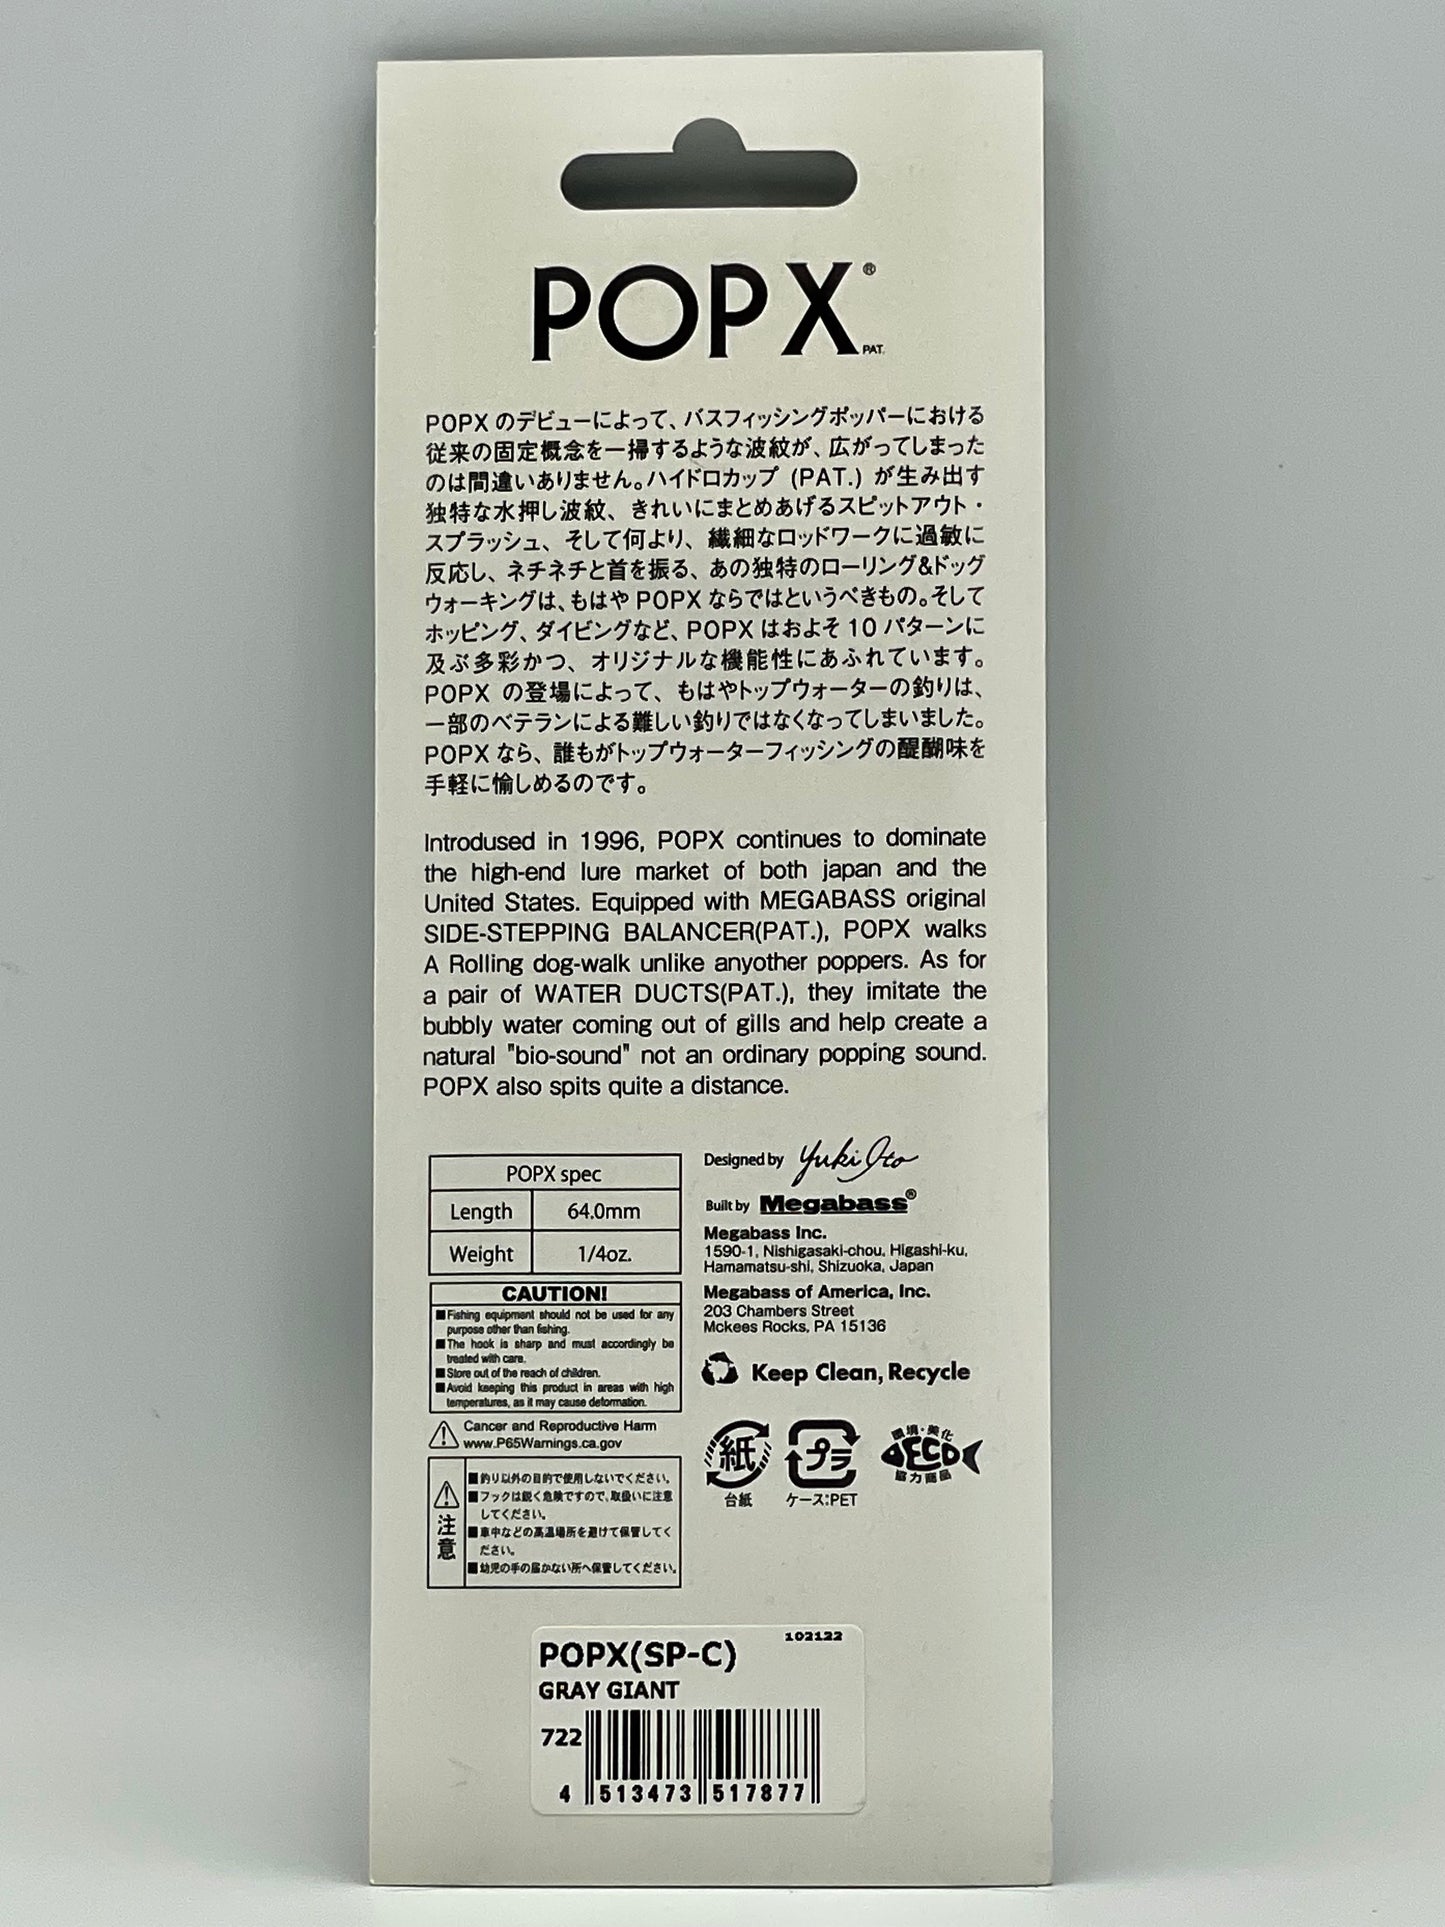 POPX®
PAT.
POPX のデビューによって、バスフィッシングポッパーにおける
従来の固定概念を一掃するような波紋が、広がってしまった
のは間違いありません。ハイドロカップ (PAT.) が生み出す
独特な水押し波紋、きれいにまとめあげるスピットアウト・
スプラッシュ、そして何より、繊細なロッドワークに過敏に
反応し、ネチネチと首を振る、あの独特のローリング&ドッグ
ウォーキングは、もはや POPX ならではというべきもの。そして
ホッピング、ダイビングなど、POPX はおよそ 10 パターンに
及ぶ多彩かつ、オリジナルな機能性にあふれています。
POPX の登場によって、もはやトップウォーターの釣りは、
一部のベテランによる難しい釣りではなくなってしまいました。
POPX なら、誰もがトップウォーターフィッシングの醍醐味を
手軽に愉しめるのです。
Introdused in 1996, POPX continues to dominate
the high-end lure market of both japan and the
United States. Equipped with MEGABASS original
SIDE-STEPPING BALANCER(PAT.), POPX walks
A Rolling dog-walk unlike anyother poppers. As for
a pair of WATER DUCTS(PAT.), they imitate the
bubbly water coming out of gills and help create a
natural "bio-sound" not an ordinary popping sound.
POPX also spits quite a distance.
POPX spec
Length 64.0mm
Weight 1/4oz.
CAUTION!
■Fishing equipment should not be used for any
purpose other than fishing.
■The hook is sharp and must accordingly be
treated with care.
■Store out of the reach of children.
■Avoid keeping this product in areas with high
temperatures, as it may cause deformation.
Cancer and Reproductive Harm
www.P65Warnings.ca.gov
注意
■釣り以外の目的で使用しないでください。
■フックは鋭く危険ですので、取扱いに注意
してください。
■車中などの高温場所を避けて保管してく
ださい。
■幼児の手の届かない所へ保管してください。
Designed by Yuki Ito
Built by Megabass®
Megabass Inc.
1590-1, Nishigasaki-chou, Higashi-ku,
Hamamatsu-shi, Shizuoka, Japan
Megabass of America, Inc.
203 Chambers Street
Mckees Rocks, PA 15136
Keep Clean, Recycle
紙
台紙
プラ
ケース:PET
環境・美化
ECO
協力商品
102122
POPX(SP-C)
GRAY GIANT
722
4 513473 517877